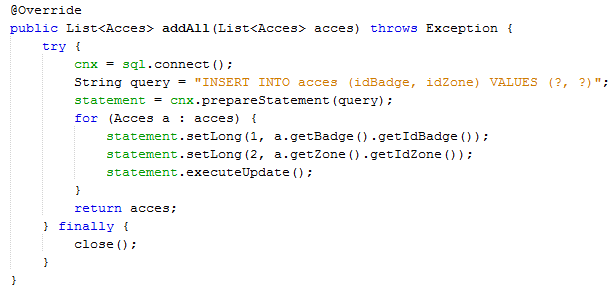 @Override
public List<Acces> addAll(List<Acces> acces) throws Exception {
    try {
        cnx = sql.connect();
        String query = "INSERT INTO acces (idBadge, idZone) VALUES (?, ?)";
        statement = cnx.prepareStatement(query);
        for (Acces a : acces) {
            statement.setLong(1, a.getBadge().getIdBadge());
            statement.setLong(2, a.getZone().getIdZone());
            statement.executeUpdate();
        }
        return acces;
    } finally {
        close();
    }
}